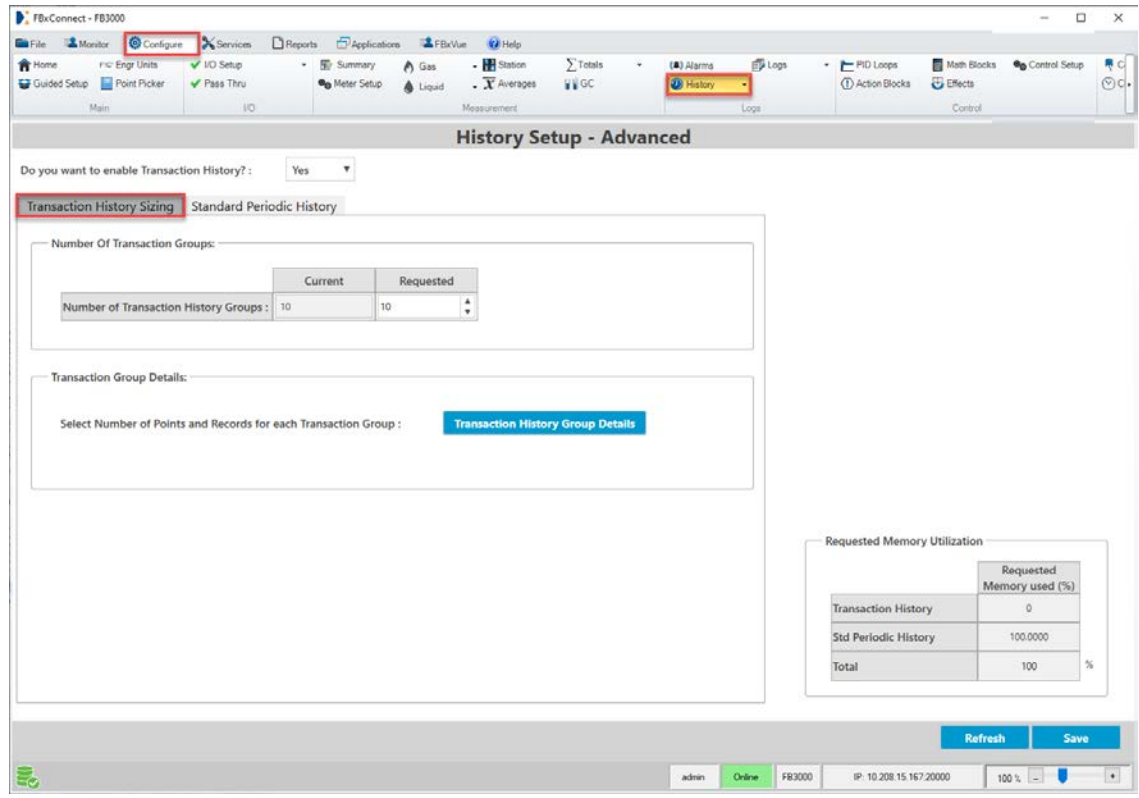 FBxConnect - FB3000
File Monitor Configure Services Reports Applications FBxVue Help
Home Engr Units I/O Setup Summary Gas Station Totals Alarms Logs PID Loops Math Blocks Control Setup
Guided Setup Point Picker Pass Thru Meter Setup Liquid Averages GC History Action Blocks Effects
Main I/O Measurement Logs Control
History Setup - Advanced
Do you want to enable Transaction History? : Yes
Transaction History Sizing Standard Periodic History
Number Of Transaction Groups:
Current Requested
Number of Transaction History Groups : 10 10
Transaction Group Details:
Select Number of Points and Records for each Transaction Group : Transaction History Group Details
Requested Memory Utilization
Requested
Memory used (%)
Transaction History 0
Std Periodic History 100.0000
Total 100 %
Refresh Save
admin Online FB3000 IP: 10.208.15.167:20000 100 % - +